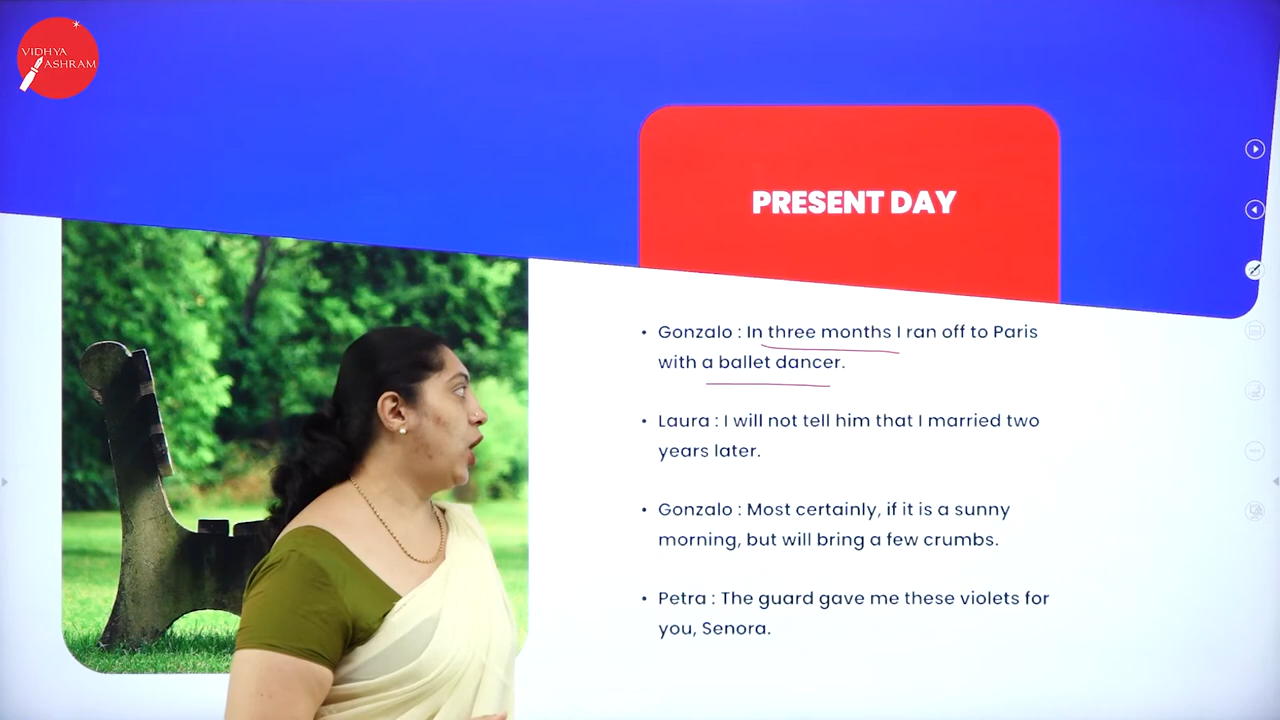 VIDHYA
ASHRAM
PRESENT DAY
• Gonzalo : In three months I ran off to Paris
with a ballet dancer.
• Laura : I will not tell him that I married two
years later.
• Gonzalo : Most certainly, if it is a sunny
morning, but will bring a few crumbs.
• Petra : The guard gave me these violets for
you, Senora.